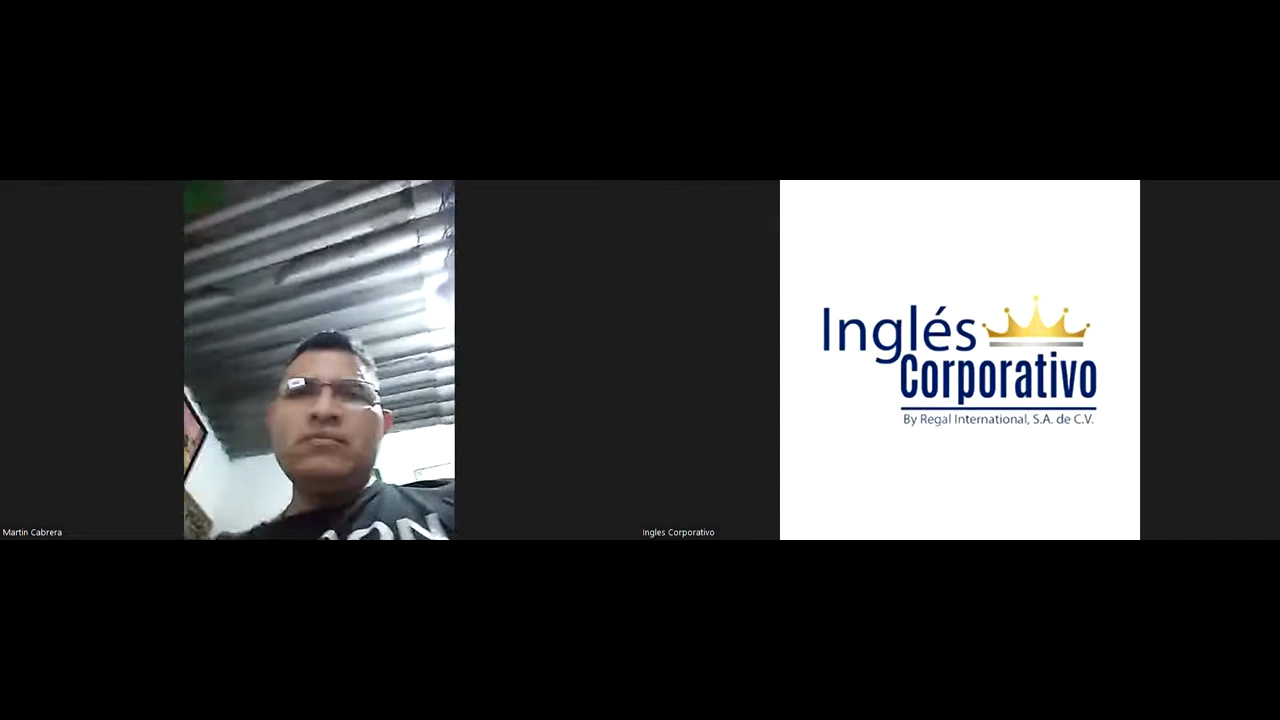 Inglés
Corporativo
By Regal International, S.A. de C.V.
Martin Cabrera
Ingles Corporativo